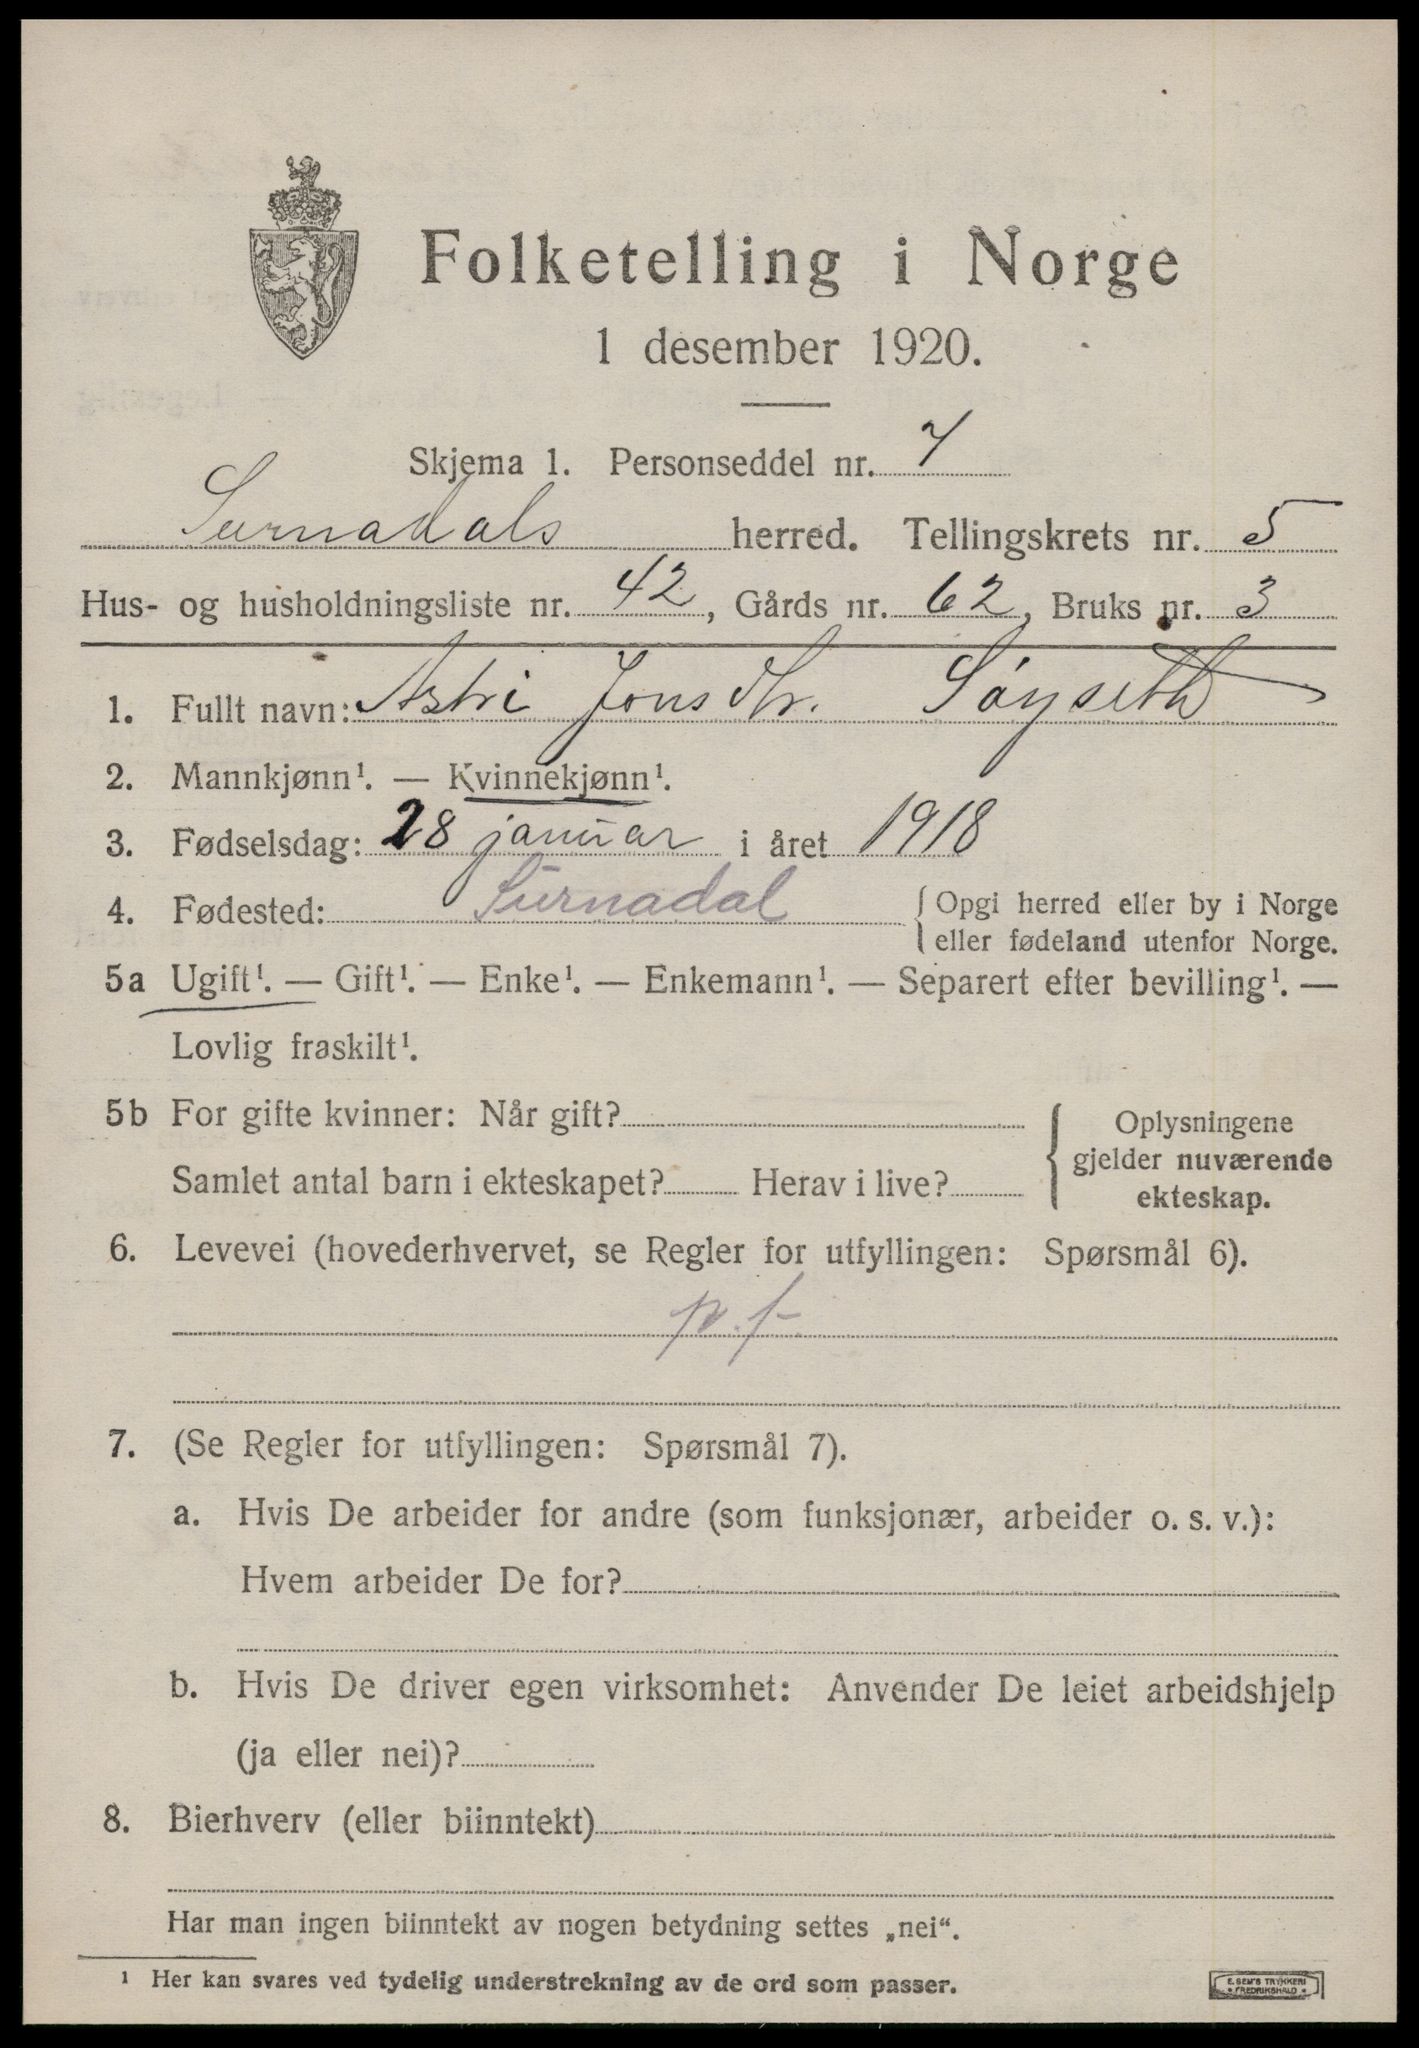 Folketelling i Norge
1 desember 1920.
Skjema 1. Personseddel nr. 7
Surnadals herred. Tellingskrets nr. 5
Hus- og husholdningsliste nr. 42, Gårds nr. 62, Bruks nr. 3
1. Fullt navn: Astri Jonsdtr. Söyseth
2. Mannkjønn¹. — Kvinnekjønn¹.
3. Fødselsdag: 28 januar i året 1918
4. Fødested: Surnadal { Opgi herred eller by i Norge
eller fødeland utenfor Norge.
5a Ugift¹. — Gift¹. — Enke¹. — Enkemann¹. — Separert efter bevilling¹. —
Lovlig fraskilt¹.
5b For gifte kvinner: Når gift? { Oplysningene
gjelder nuværende
ekteskap.
Samlet antal barn i ekteskapet? Herav i live?
6. Levevei (hovederhvervet, se Regler for utfyllingen: Spørsmål 6).
p. f.
7. (Se Regler for utfyllingen: Spørsmål 7).
a. Hvis De arbeider for andre (som funksjonær, arbeider o. s. v.):
Hvem arbeider De for?
b. Hvis De driver egen virksomhet: Anvender De leiet arbeidshjelp
(ja eller nei)?
8. Bierhverv (eller biinntekt)
Har man ingen biinntekt av nogen betydning settes „nei“.
¹ Her kan svares ved tydelig understrekning av de ord som passer.
E. SEM'S TRYKKERI
FREDRIKSHALD